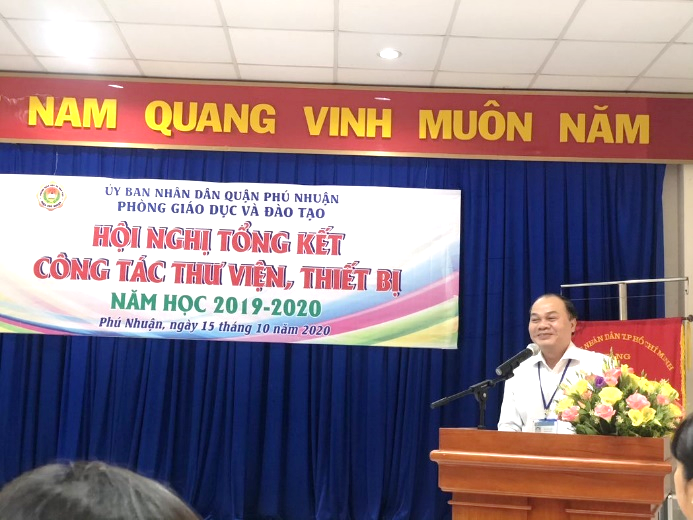 NAM QUANG VINH MUÔN NĂM
ỦY BAN NHÂN DÂN QUẬN PHÚ NHUẬN
PHÒNG GIÁO DỤC VÀ ĐÀO TẠO
HỘI NGHỊ TỔNG KẾT
CÔNG TÁC THƯ VIỆN, THIẾT BỊ
NĂM HỌC 2019-2020
Phú Nhuận, ngày 15 tháng 10 năm 2020
NHÂN DÂN TP HỒ CHÍ MINH